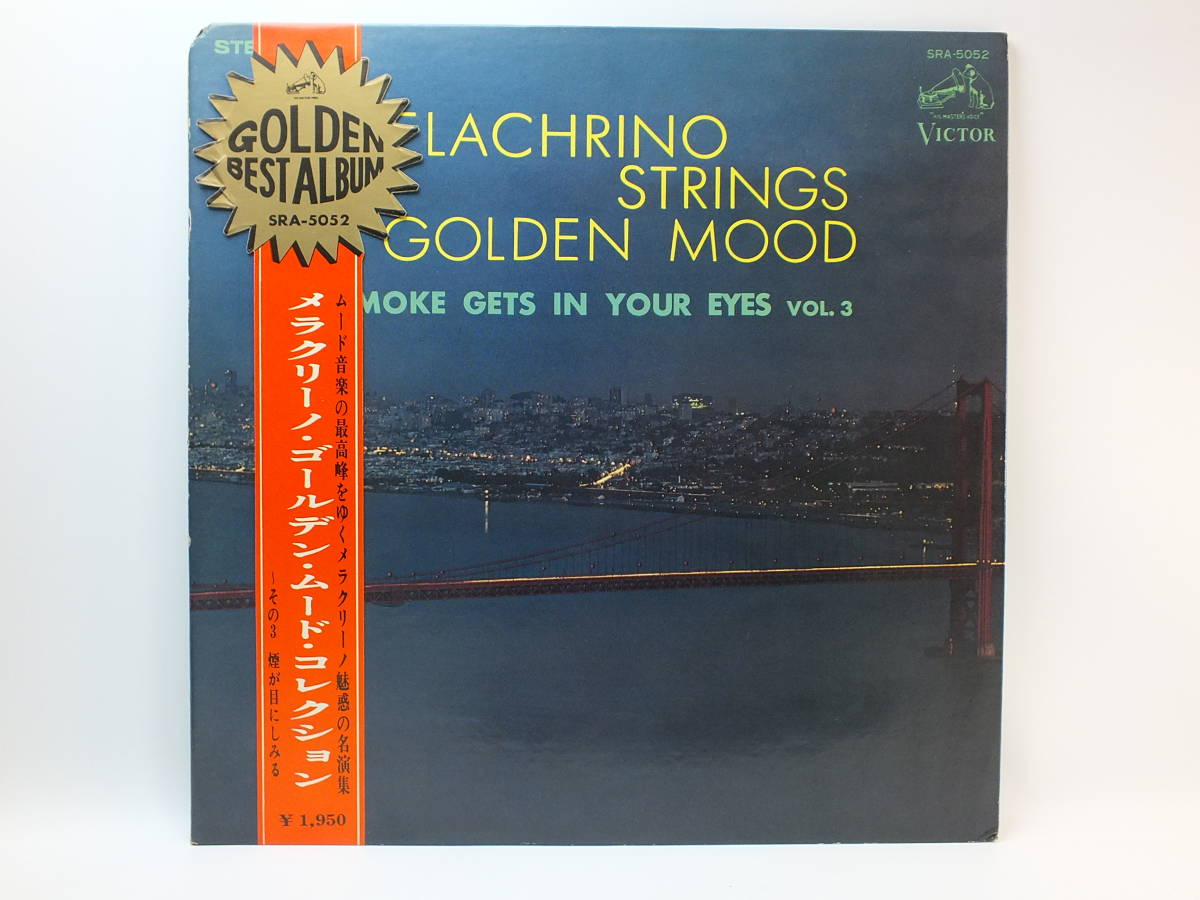 STE
SRA-5052
"HIS MASTER'S VOICE"
VICTOR
GOLDEN
BEST ALBUM
SRA-5052
ELACHRINO
STRINGS
GOLDEN MOOD
MOKE GETS IN YOUR EYES VOL. 3
ムード音楽の最高峰をゆくメラクリーノ魅惑の名演集
メラクリーノ・ゴールデン・ムード・コレクション
～その3 煙が目にしみる
¥ 1,950